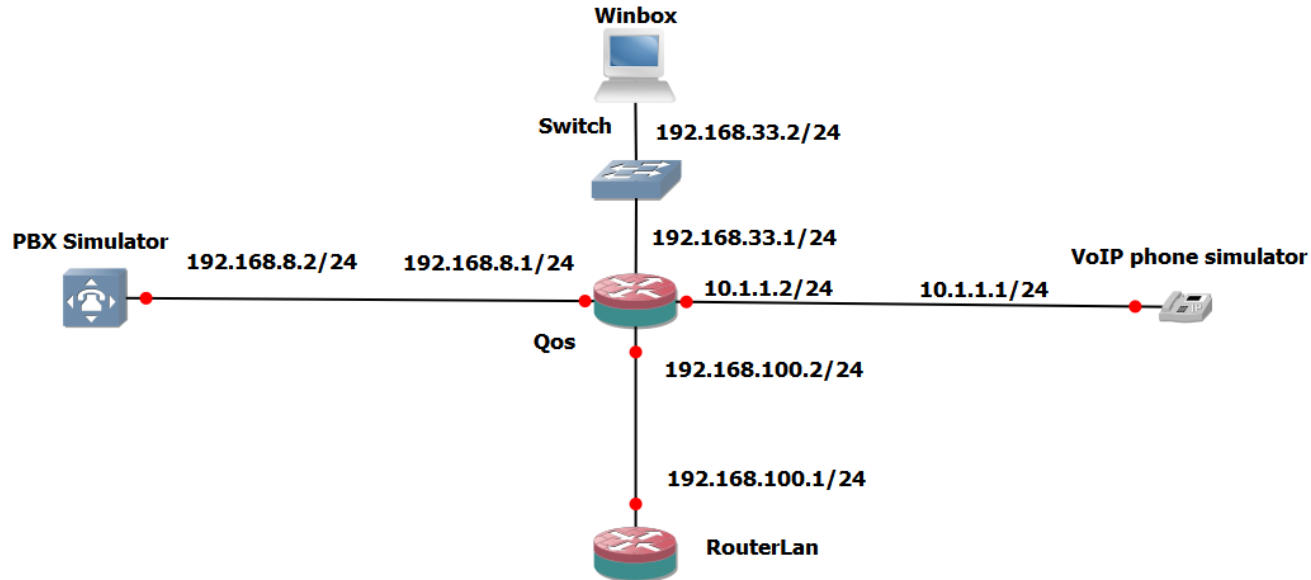 Winbox
Switch
192.168.33.2/24
PBX Simulator
192.168.8.2/24
192.168.8.1/24
192.168.33.1/24
VoIP phone simulator
10.1.1.2/24
10.1.1.1/24
IP
Qos
192.168.100.2/24
192.168.100.1/24
RouterLan